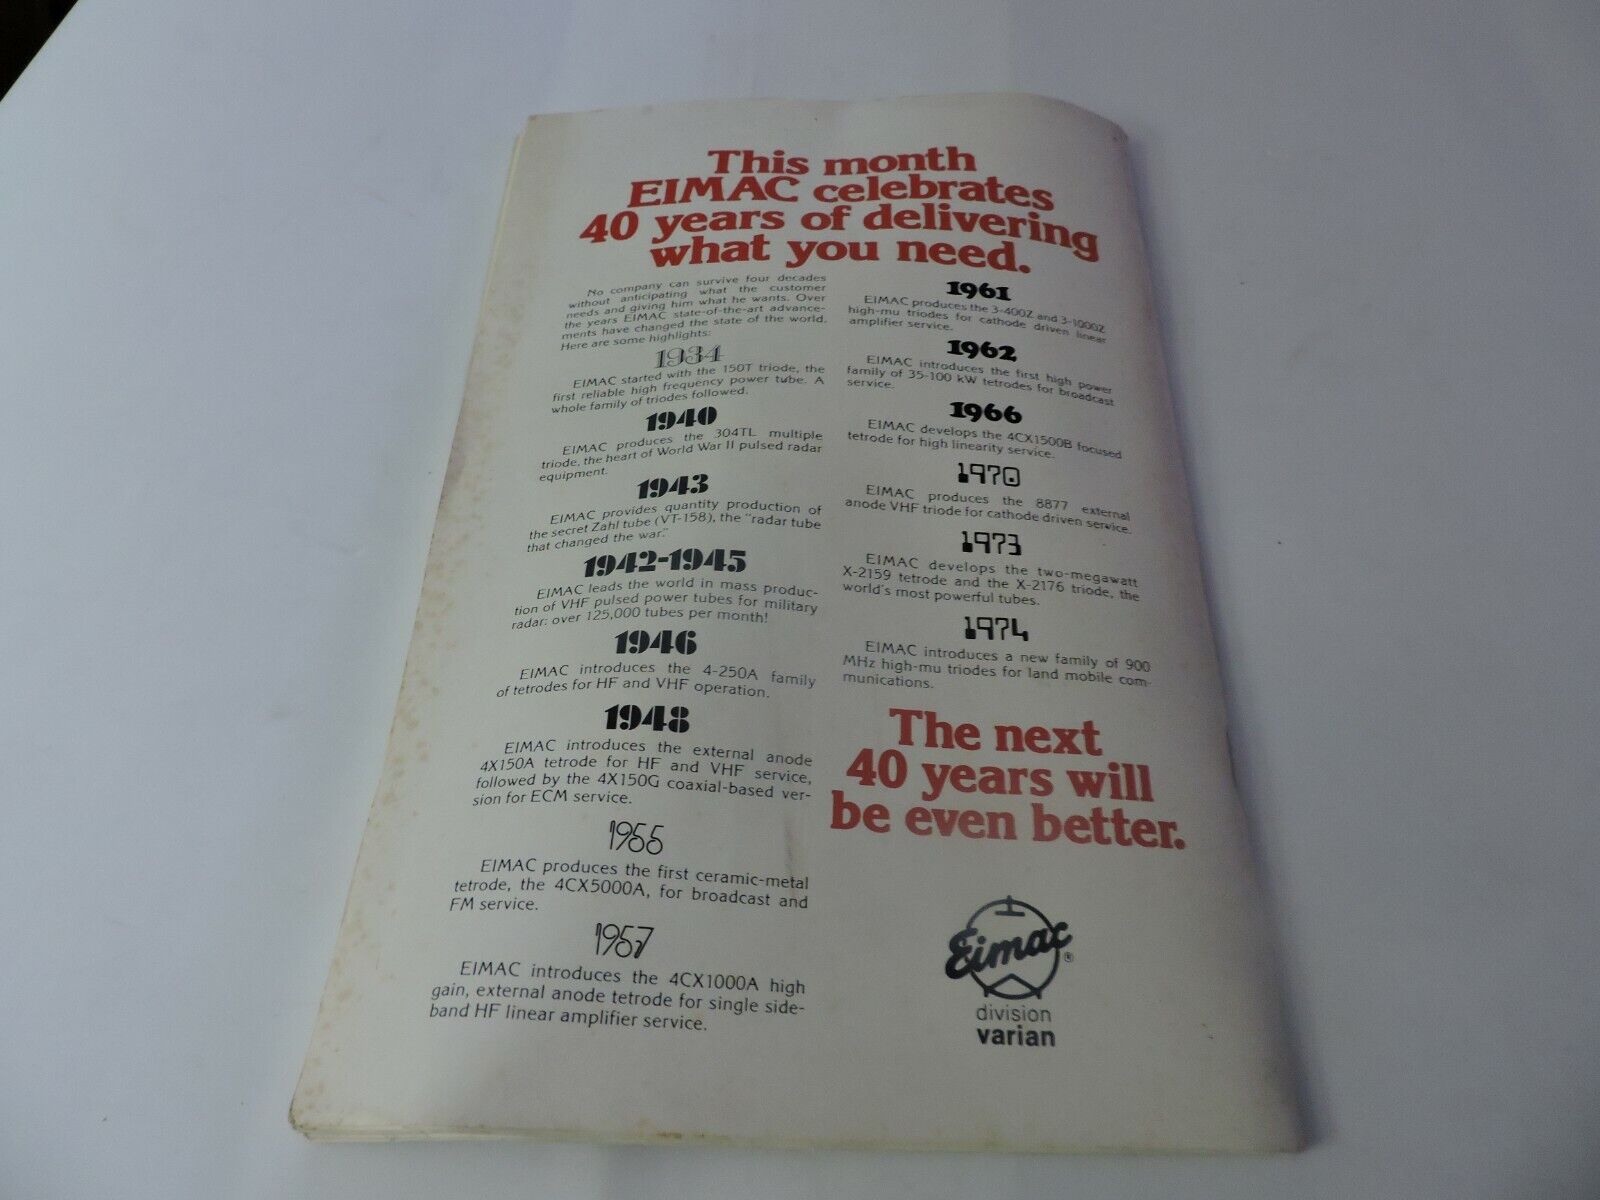 This month
EIMAC celebrates
40 years of delivering
what you need.
No company can survive four decades
without anticipating what the customer
needs and giving him what he wants. Over
the years EIMAC state-of-the-art advance-
ments have changed the state of the world.
Here are some highlights:
1934
EIMAC started with the 150T triode, the
first reliable high frequency power tube. A
whole family of triodes followed.
1940
EIMAC produces the 304TL multiple
triode, the heart of World War II pulsed radar
equipment.
1943
EIMAC provides quantity production of
the secret Zahl tube (VT-158), the "radar tube
that changed the war."
1942-1945
EIMAC leads the world in mass produc-
tion of VHF pulsed power tubes for military
radar: over 125,000 tubes per month!
1946
EIMAC introduces the 4-250A family
of tetrodes for HF and VHF operation.
1948
EIMAC introduces the external anode
4X150A tetrode for HF and VHF service,
followed by the 4X150G coaxial-based ver-
sion for ECM service.
1955
EIMAC produces the first ceramic-metal
tetrode, the 4CX5000A, for broadcast and
FM service.
1957
EIMAC introduces the 4CX1000A high
gain, external anode tetrode for single side-
band HF linear amplifier service.
1961
EIMAC produces the 3-400Z and 3-1000Z
high-mu triodes for cathode driven linear
amplifier service.
1962
EIMAC introduces the first high power
family of 35-100 kW tetrodes for broadcast
service.
1966
EIMAC develops the 4CX1500B focused
tetrode for high linearity service.
1970
EIMAC produces the 8877 external
anode VHF triode for cathode driven service.
1973
EIMAC develops the two-megawatt
X-2159 tetrode and the X-2176 triode, the
world's most powerful tubes.
1974
EIMAC introduces a new family of 900
MHz high-mu triodes for land mobile com-
munications.
The next
40 years will
be even better.
Eimac®
division
varian